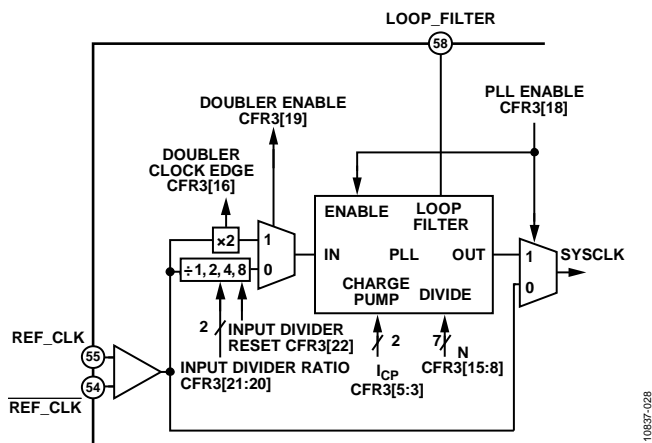 LOOP_FILTER
58
DOUBLER ENABLE
CFR3[19]
PLL ENABLE
CFR3[18]
DOUBLER
CLOCK EDGE
CFR3[16]
ENABLE
LOOP
FILTER
×2
1
0
IN
PLL
OUT
1
0
SYSCLK
÷1, 2, 4, 8
CHARGE
PUMP
DIVIDE
2
INPUT DIVIDER
RESET CFR3[22]
2
7
N
CFR3[15:8]
ICP
CFR3[5:3]
REF_CLK
55
INPUT DIVIDER RATIO
CFR3[21:20]
54
REF_CLK
10837-028